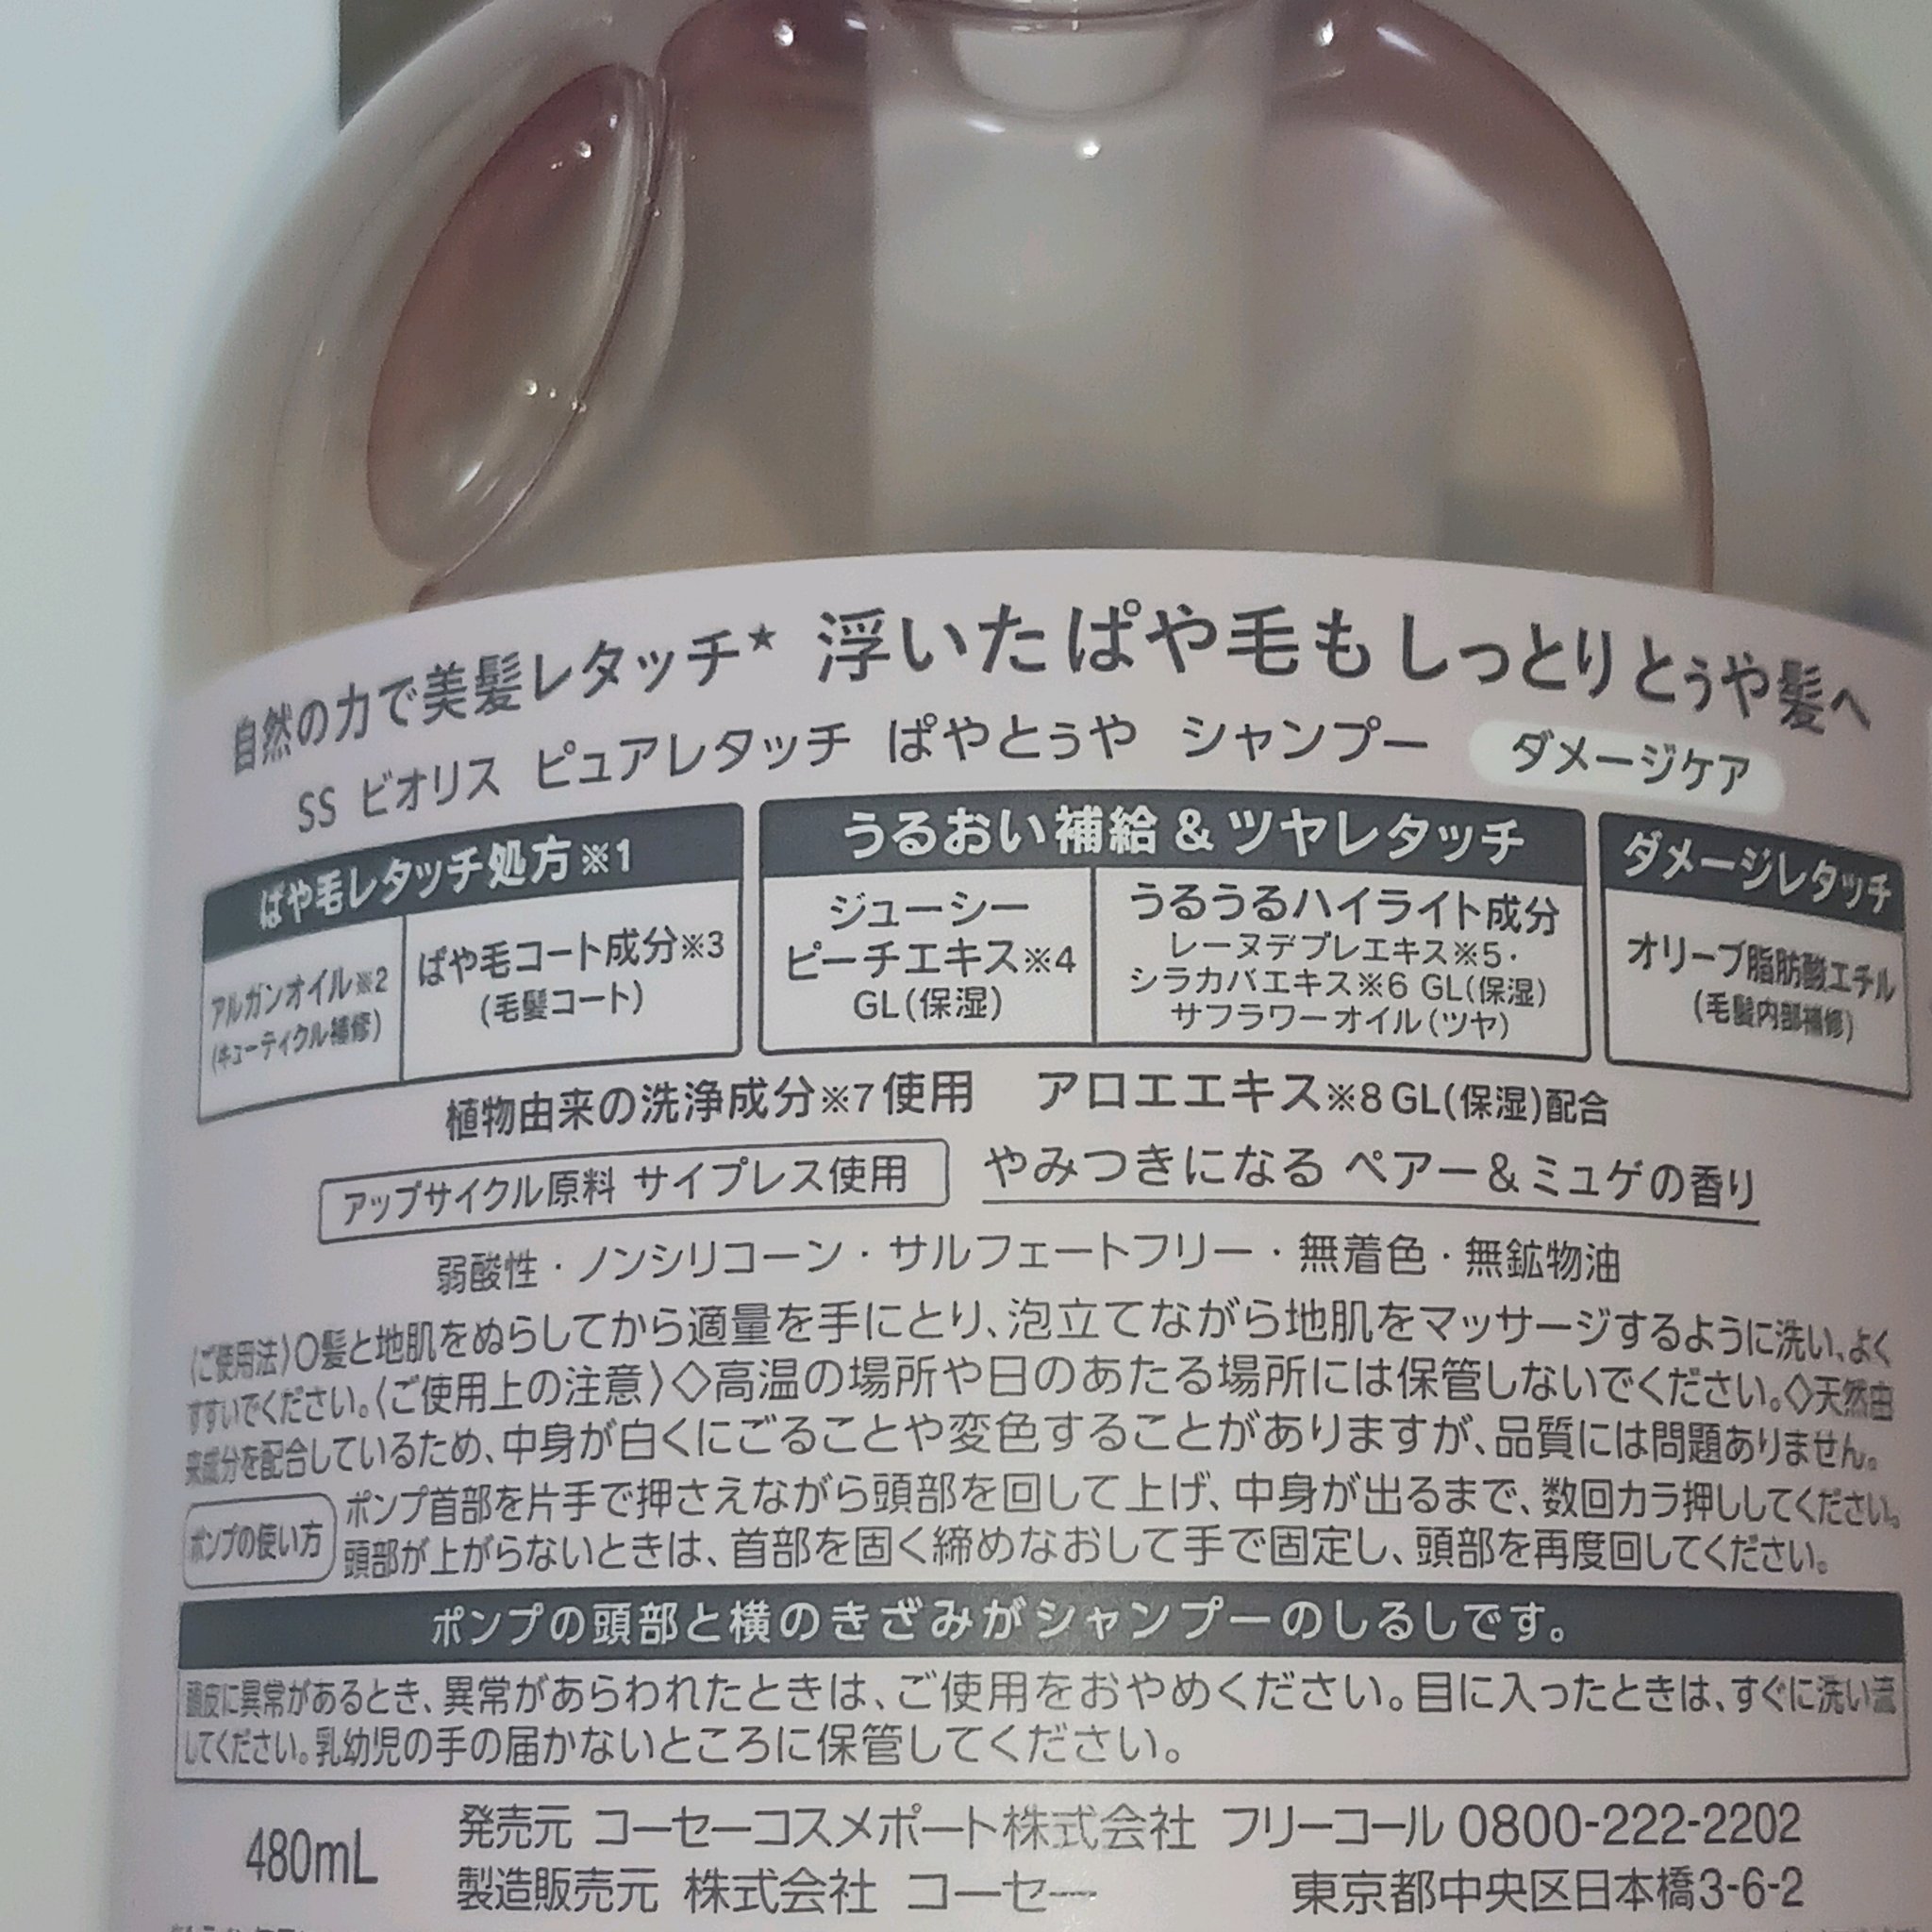 自然の力で美髪レタッチ★ 浮いたぱや毛もしっとりとぅや髪へ
SS ビオリス ピュアレタッチ ぱやとぅや シャンプー ダメージケア
ぱや毛レタッチ処方※1
アルガンオイル※2
(キューティクル補修)
ぱや毛コート成分※3
(毛髪コート)
うるおい補給&ツヤレタッチ
ジューシー
ピーチエキス※4
GL(保湿)
うるうるハイライト成分
レーヌデプレエキス※5・
シラカバエキス※6 GL(保湿)
サフラワーオイル(ツヤ)
ダメージレタッチ
オリーブ脂肪酸エチル
(毛髪内部補修)
植物由来の洗浄成分※7使用 アロエエキス※8GL(保湿)配合
アップサイクル原料 サイプレス使用 やみつきになる ペアー&ミュゲの香り
弱酸性・ノンシリコーン・サルフェートフリー・無着色・無鉱物油
〈ご使用法〉○髪と地肌をぬらしてから適量を手にとり、泡立てながら地肌をマッサージするように洗い、よく
すすいでください。〈ご使用上の注意〉◇高温の場所や日のあたる場所には保管しないでください。◇天然由
来成分を配合しているため、中身が白くにごることや変色することがありますが、品質には問題ありません。
ポンプの使い方
ポンプ首部を片手で押さえながら頭部を回して上げ、中身が出るまで、数回カラ押ししてください。
頭部が上がらないときは、首部を固く締めなおして手で固定し、頭部を再度回してください。
ポンプの頭部と横のきざみがシャンプーのしるしです。
頭皮に異常があるとき、異常があらわれたときは、ご使用をおやめください。目に入ったときは、すぐに洗い流
してください。乳幼児の手の届かないところに保管してください。
480mL
発売元 コーセーコスメポート株式会社 フリーコール 0800-222-2202
製造販売元 株式会社 コーセー 東京都中央区日本橋3-6-2